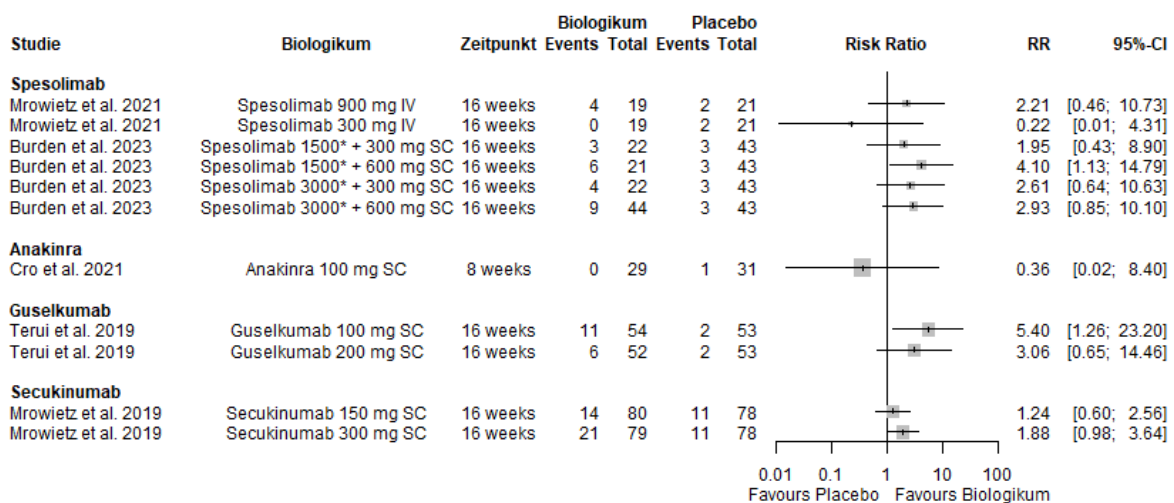 Biologikum Placebo
Studie Biologikum Zeitpunkt Events Total Events Total Risk Ratio RR 95%-CI
Spesolimab
Mrowietz et al. 2021 Spesolimab 900 mg IV 16 weeks 4 19 2 21 2.21 [0.46; 10.73]
Mrowietz et al. 2021 Spesolimab 300 mg IV 16 weeks 0 19 2 21 0.22 [0.01; 4.31]
Burden et al. 2023 Spesolimab 1500* + 300 mg SC 16 weeks 3 22 3 43 1.95 [0.43; 8.90]
Burden et al. 2023 Spesolimab 1500* + 600 mg SC 16 weeks 6 21 3 43 4.10 [1.13; 14.79]
Burden et al. 2023 Spesolimab 3000* + 300 mg SC 16 weeks 4 22 3 43 2.61 [0.64; 10.63]
Burden et al. 2023 Spesolimab 3000* + 600 mg SC 16 weeks 9 44 3 43 2.93 [0.85; 10.10]
Anakinra
Cro et al. 2021 Anakinra 100 mg SC 8 weeks 0 29 1 31 0.36 [0.02; 8.40]
Guselkumab
Terui et al. 2019 Guselkumab 100 mg SC 16 weeks 11 54 2 53 5.40 [1.26; 23.20]
Terui et al. 2019 Guselkumab 200 mg SC 16 weeks 6 52 2 53 3.06 [0.65; 14.46]
Secukinumab
Mrowietz et al. 2019 Secukinumab 150 mg SC 16 weeks 14 80 11 78 1.24 [0.60; 2.56]
Mrowietz et al. 2019 Secukinumab 300 mg SC 16 weeks 21 79 11 78 1.88 [0.98; 3.64]
0.01 0.1 1 10 100
Favours Placebo Favours Biologikum